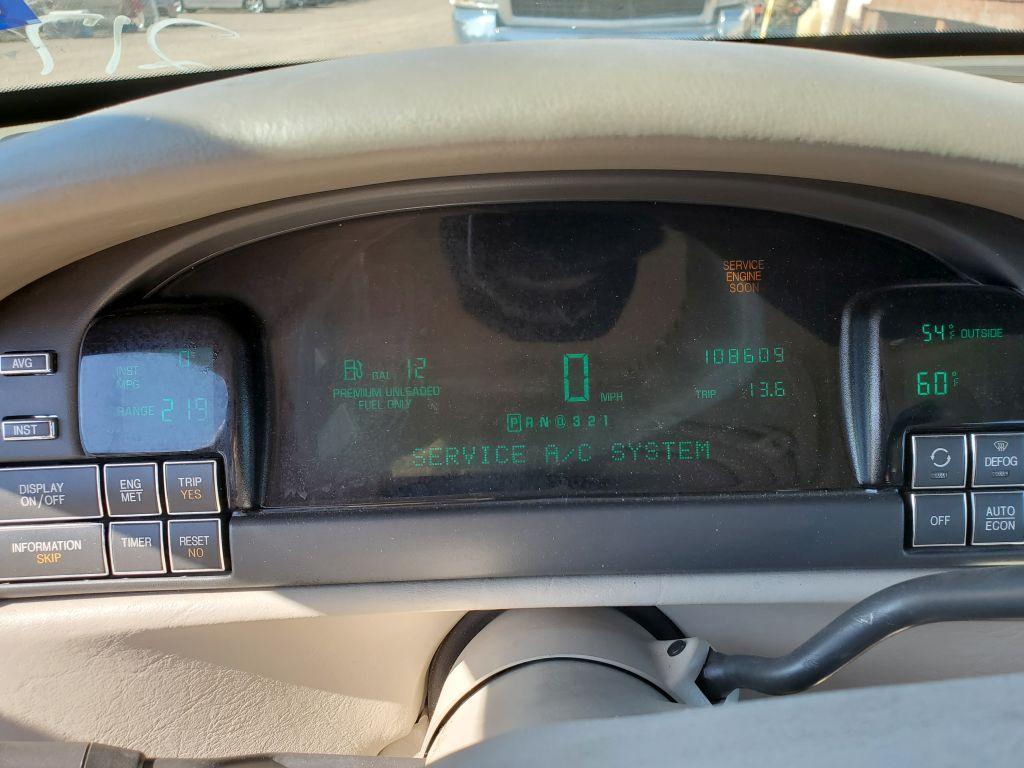 SERVICE
ENGINE
SOON
54°F OUTSIDE
60°F
AVG
INST
INST
MPG
0
RANGE 219
GAL 12
PREMIUM UNLEADED
FUEL ONLY
0 MPH
108609
TRIP 13.6
P R N D 3 2 1
SERVICE A/C SYSTEM
DISPLAY
ON/OFF
ENG
MET
TRIP
YES
INFORMATION
SKIP
TIMER
RESET
NO
DEFOG
OFF
AUTO
ECON